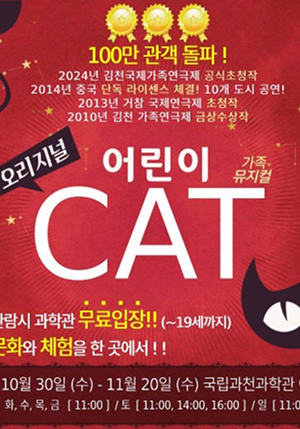 100만 관객 돌파 !
2024년 김천국제가족연극제 공식초청작
2014년 중국 단독 라이센스 체결! 10개 도시 공연!
2013년 거창 국제연극제 초청작
2010년 김천 가족연극제 금상수상작
오리지널
어린이
가족
뮤지컬
CAT
관람시 과학관 무료입장!! (~19세까지)
문화와 체험을 한 곳에서 ! !
10월 30일 (수) - 11월 20일 (수) 국립과천과학관
화, 수, 목, 금 [ 11:00 ] / 토 [ 11:00, 14:00, 16:00 ] / 일 [ 11:00,